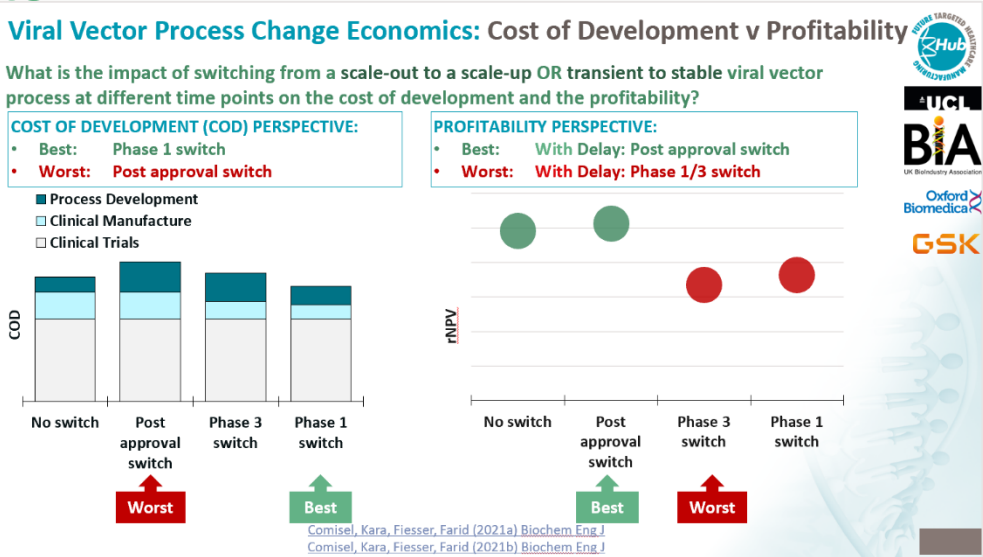 Viral Vector Process Change Economics: Cost of Development v Profitability
FUTURE TARGETED HEALTHCARE MANUFACTURING
Hub
What is the impact of switching from a scale-out to a scale-up OR transient to stable viral vector
process at different time points on the cost of development and the profitability?
UCL
BIA
UK BioIndustry Association
Oxford
Biomedica
GSK
COST OF DEVELOPMENT (COD) PERSPECTIVE:
• Best: Phase 1 switch
• Worst: Post approval switch
PROFITABILITY PERSPECTIVE:
• Best: With Delay: Post approval switch
• Worst: With Delay: Phase 1/3 switch
Process Development
Clinical Manufacture
Clinical Trials
COD
No switch
Post
approval
switch
Phase 3
switch
Phase 1
switch
Worst
Best
rNPV
No switch
Post
approval
switch
Phase 3
switch
Phase 1
switch
Best
Worst
Comisel, Kara, Fiesser, Farid (2021a) Biochem Eng J
Comisel, Kara, Fiesser, Farid (2021b) Biochem Eng J